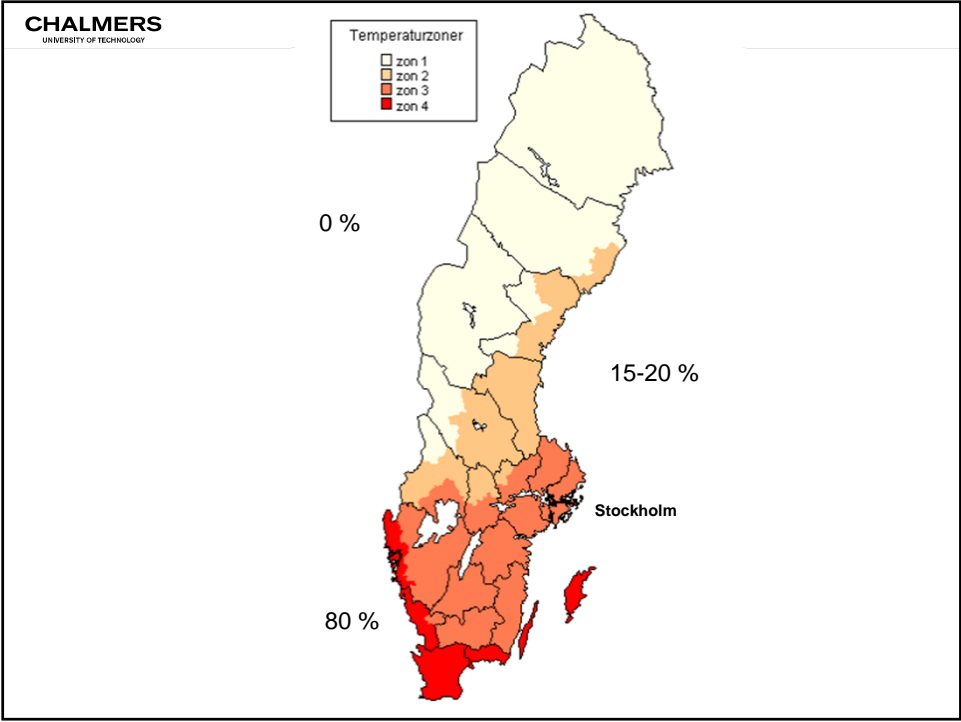 CHALMERS
UNIVERSITY OF TECHNOLOGY
Temperaturzoner
zon 1
zon 2
zon 3
zon 4
0 %
15-20 %
Stockholm
80 %